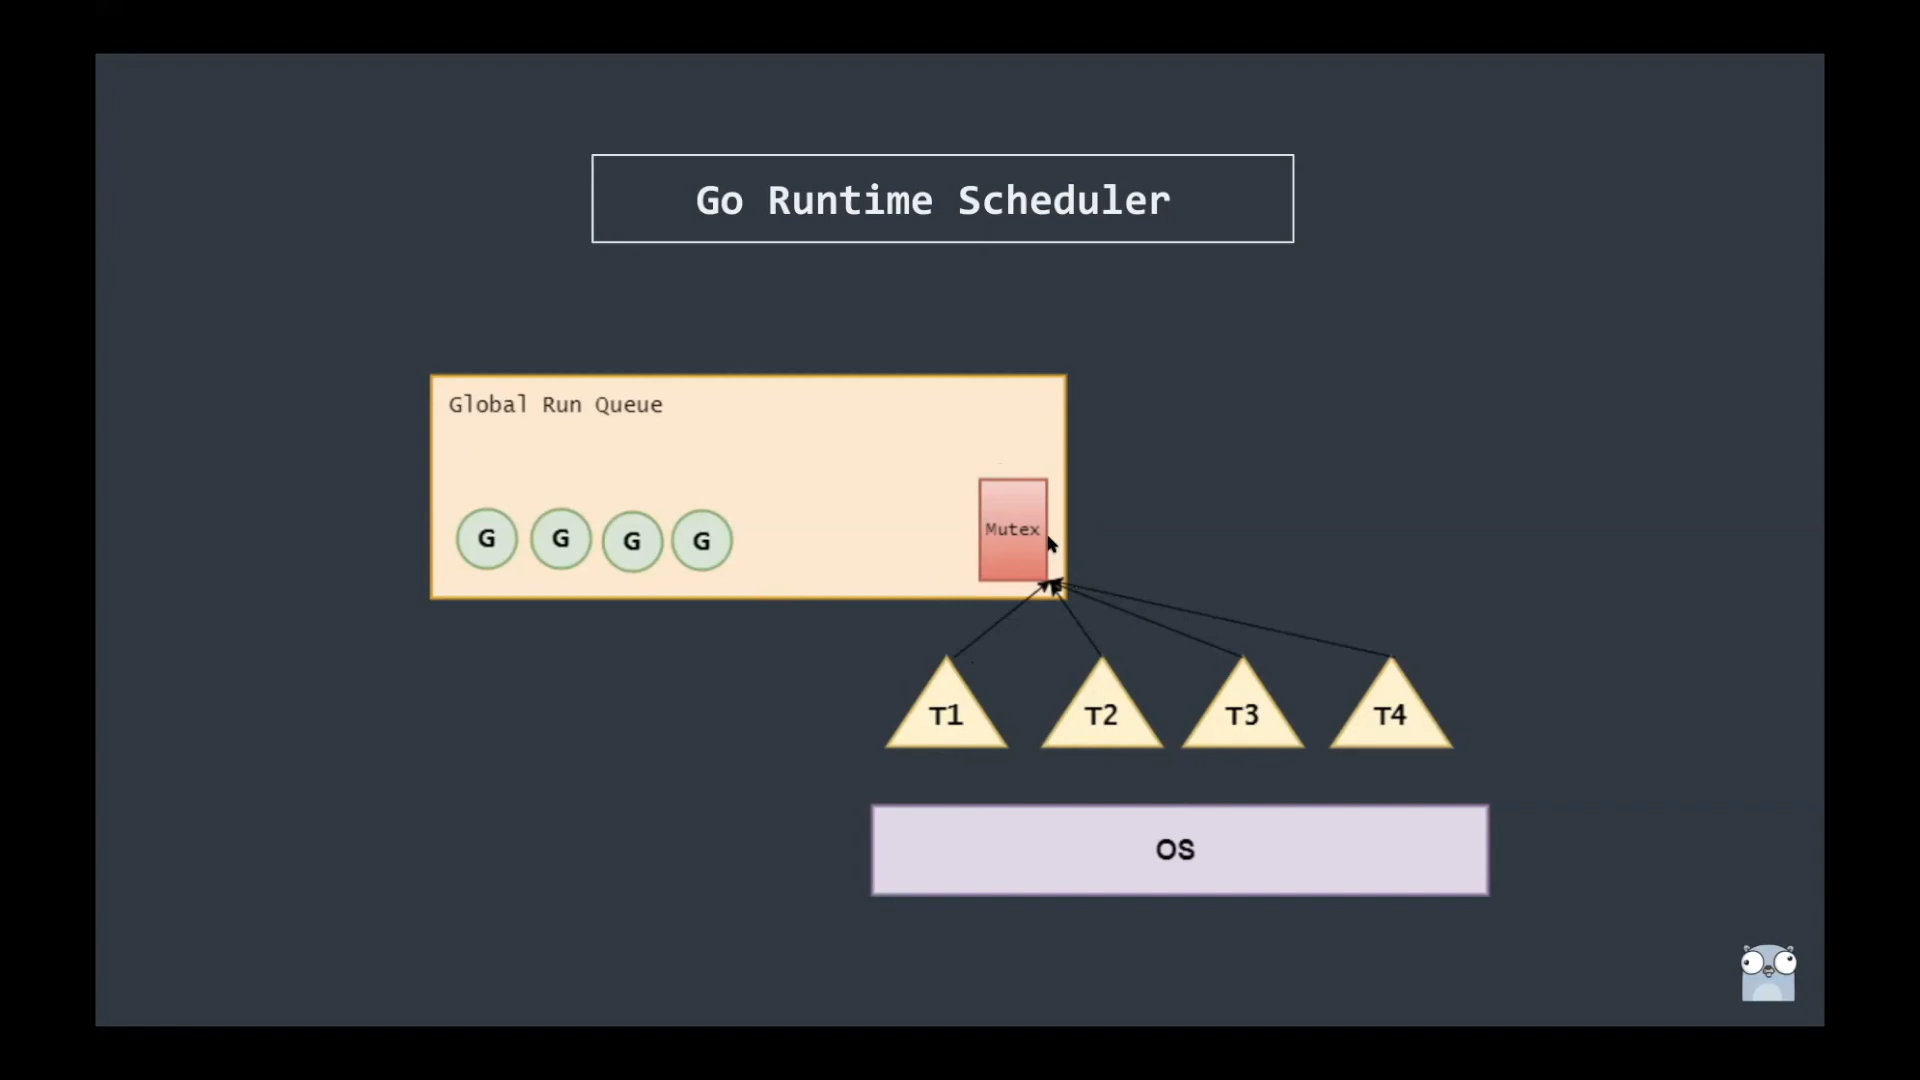 Go Runtime Scheduler
Global Run Queue
G G G G
Mutex
T1 T2 T3 T4
OS